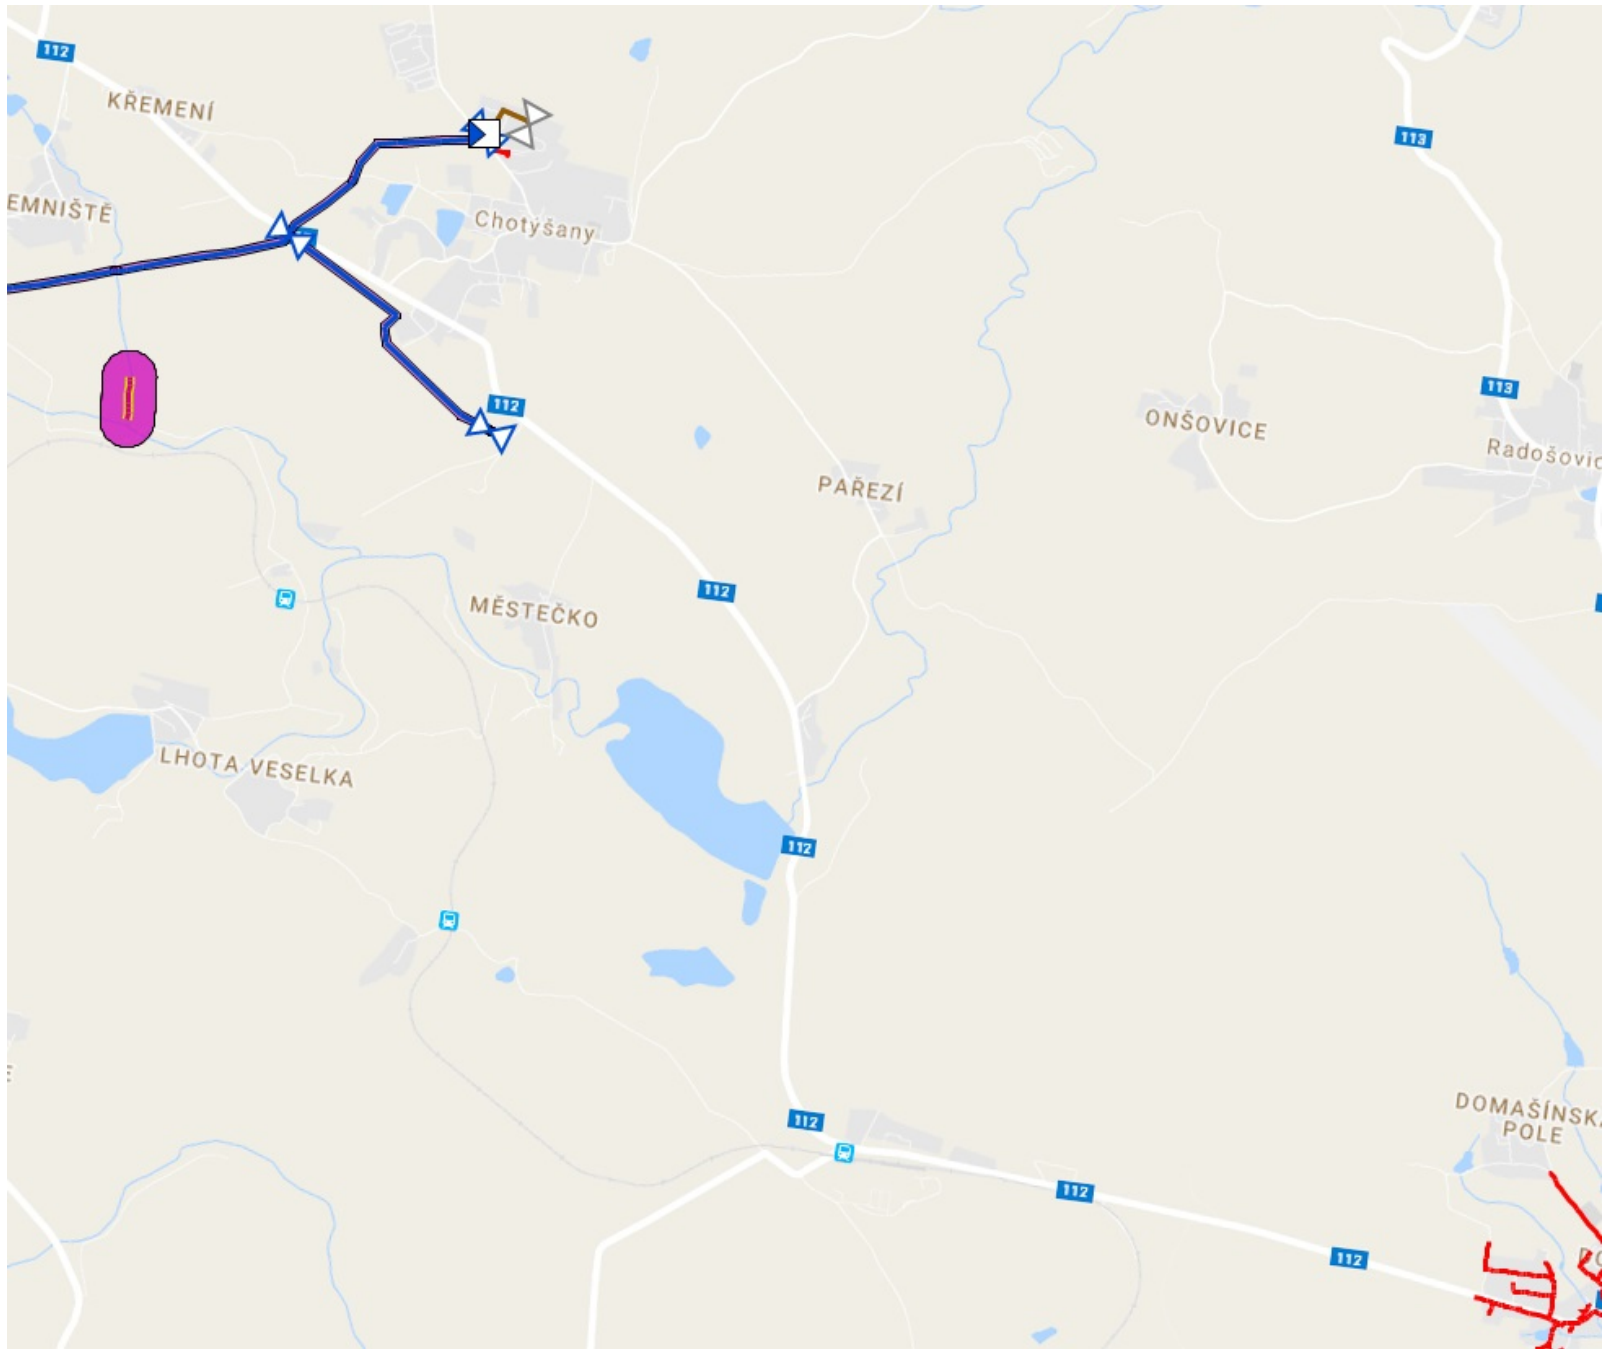 112
KŘEMENÍ
113
EMNIŠTĚ
Chotýšany
112
113
ONŠOVICE
Radošovic
PAŘEZÍ
112
MĚSTEČKO
LHOTA VESELKA
112
DOMAŠÍNSK
POLE
112
112
112